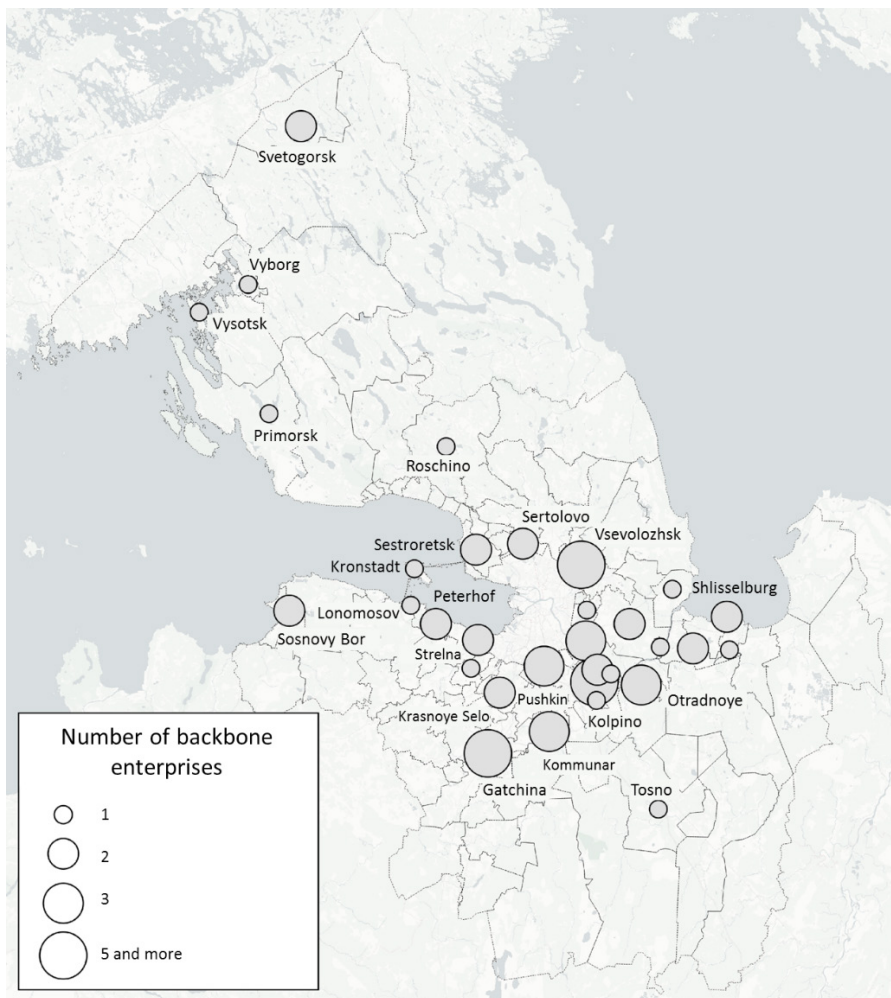 Svetogorsk
Vyborg
Vysotsk
Primorsk
Roschino
Sertolovo
Vsevolozhsk
Sestroretsk
Kronstadt
Peterhof
Shlisselburg
Lonomosov
Sosnovy Bor
Strelna
Pushkin
Otradnoye
Krasnoye Selo
Kolpino
Kommunar
Gatchina
Tosno
Number of backbone
enterprises
1
2
3
5 and more